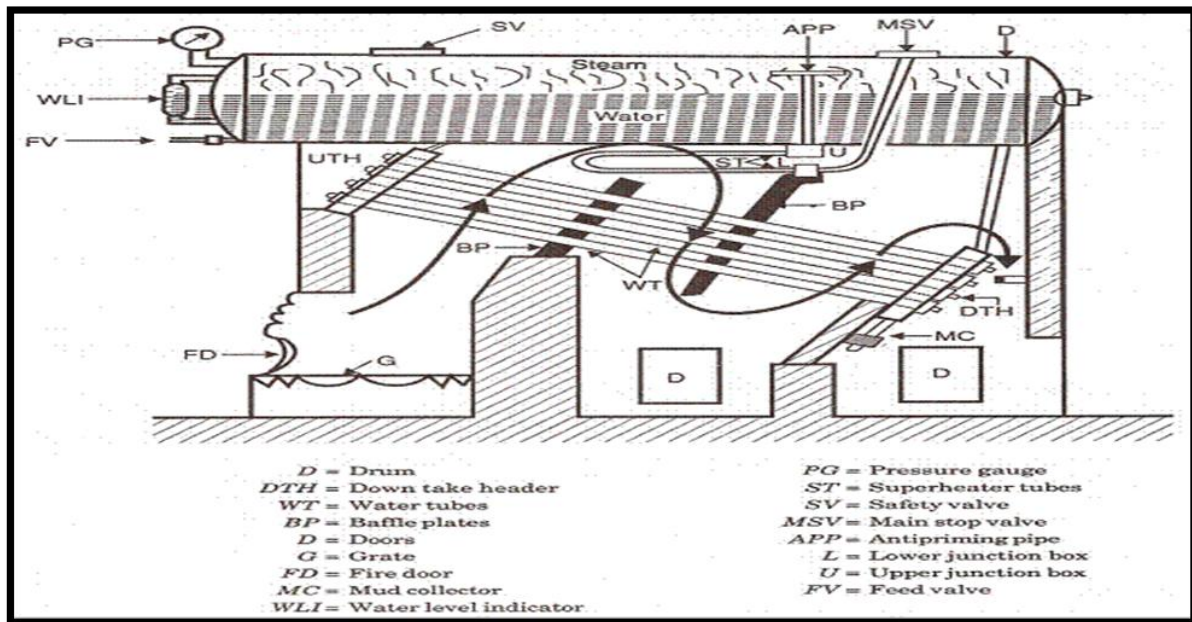 PG
SV
APP
MSV
D
Steam
WLI
Water
FV
UTH
ST
L
U
BP
BP
WT
DTH
MC
FD
G
D
D
D = Drum
DTH = Down take header
WT = Water tubes
BP = Baffle plates
D = Doors
G = Grate
FD = Fire door
MC = Mud collector
WLI = Water level indicator
PG = Pressure gauge
ST = Superheater tubes
SV = Safety valve
MSV = Main stop valve
APP = Antipriming pipe
L = Lower junction box
U = Upper junction box
FV = Feed valve